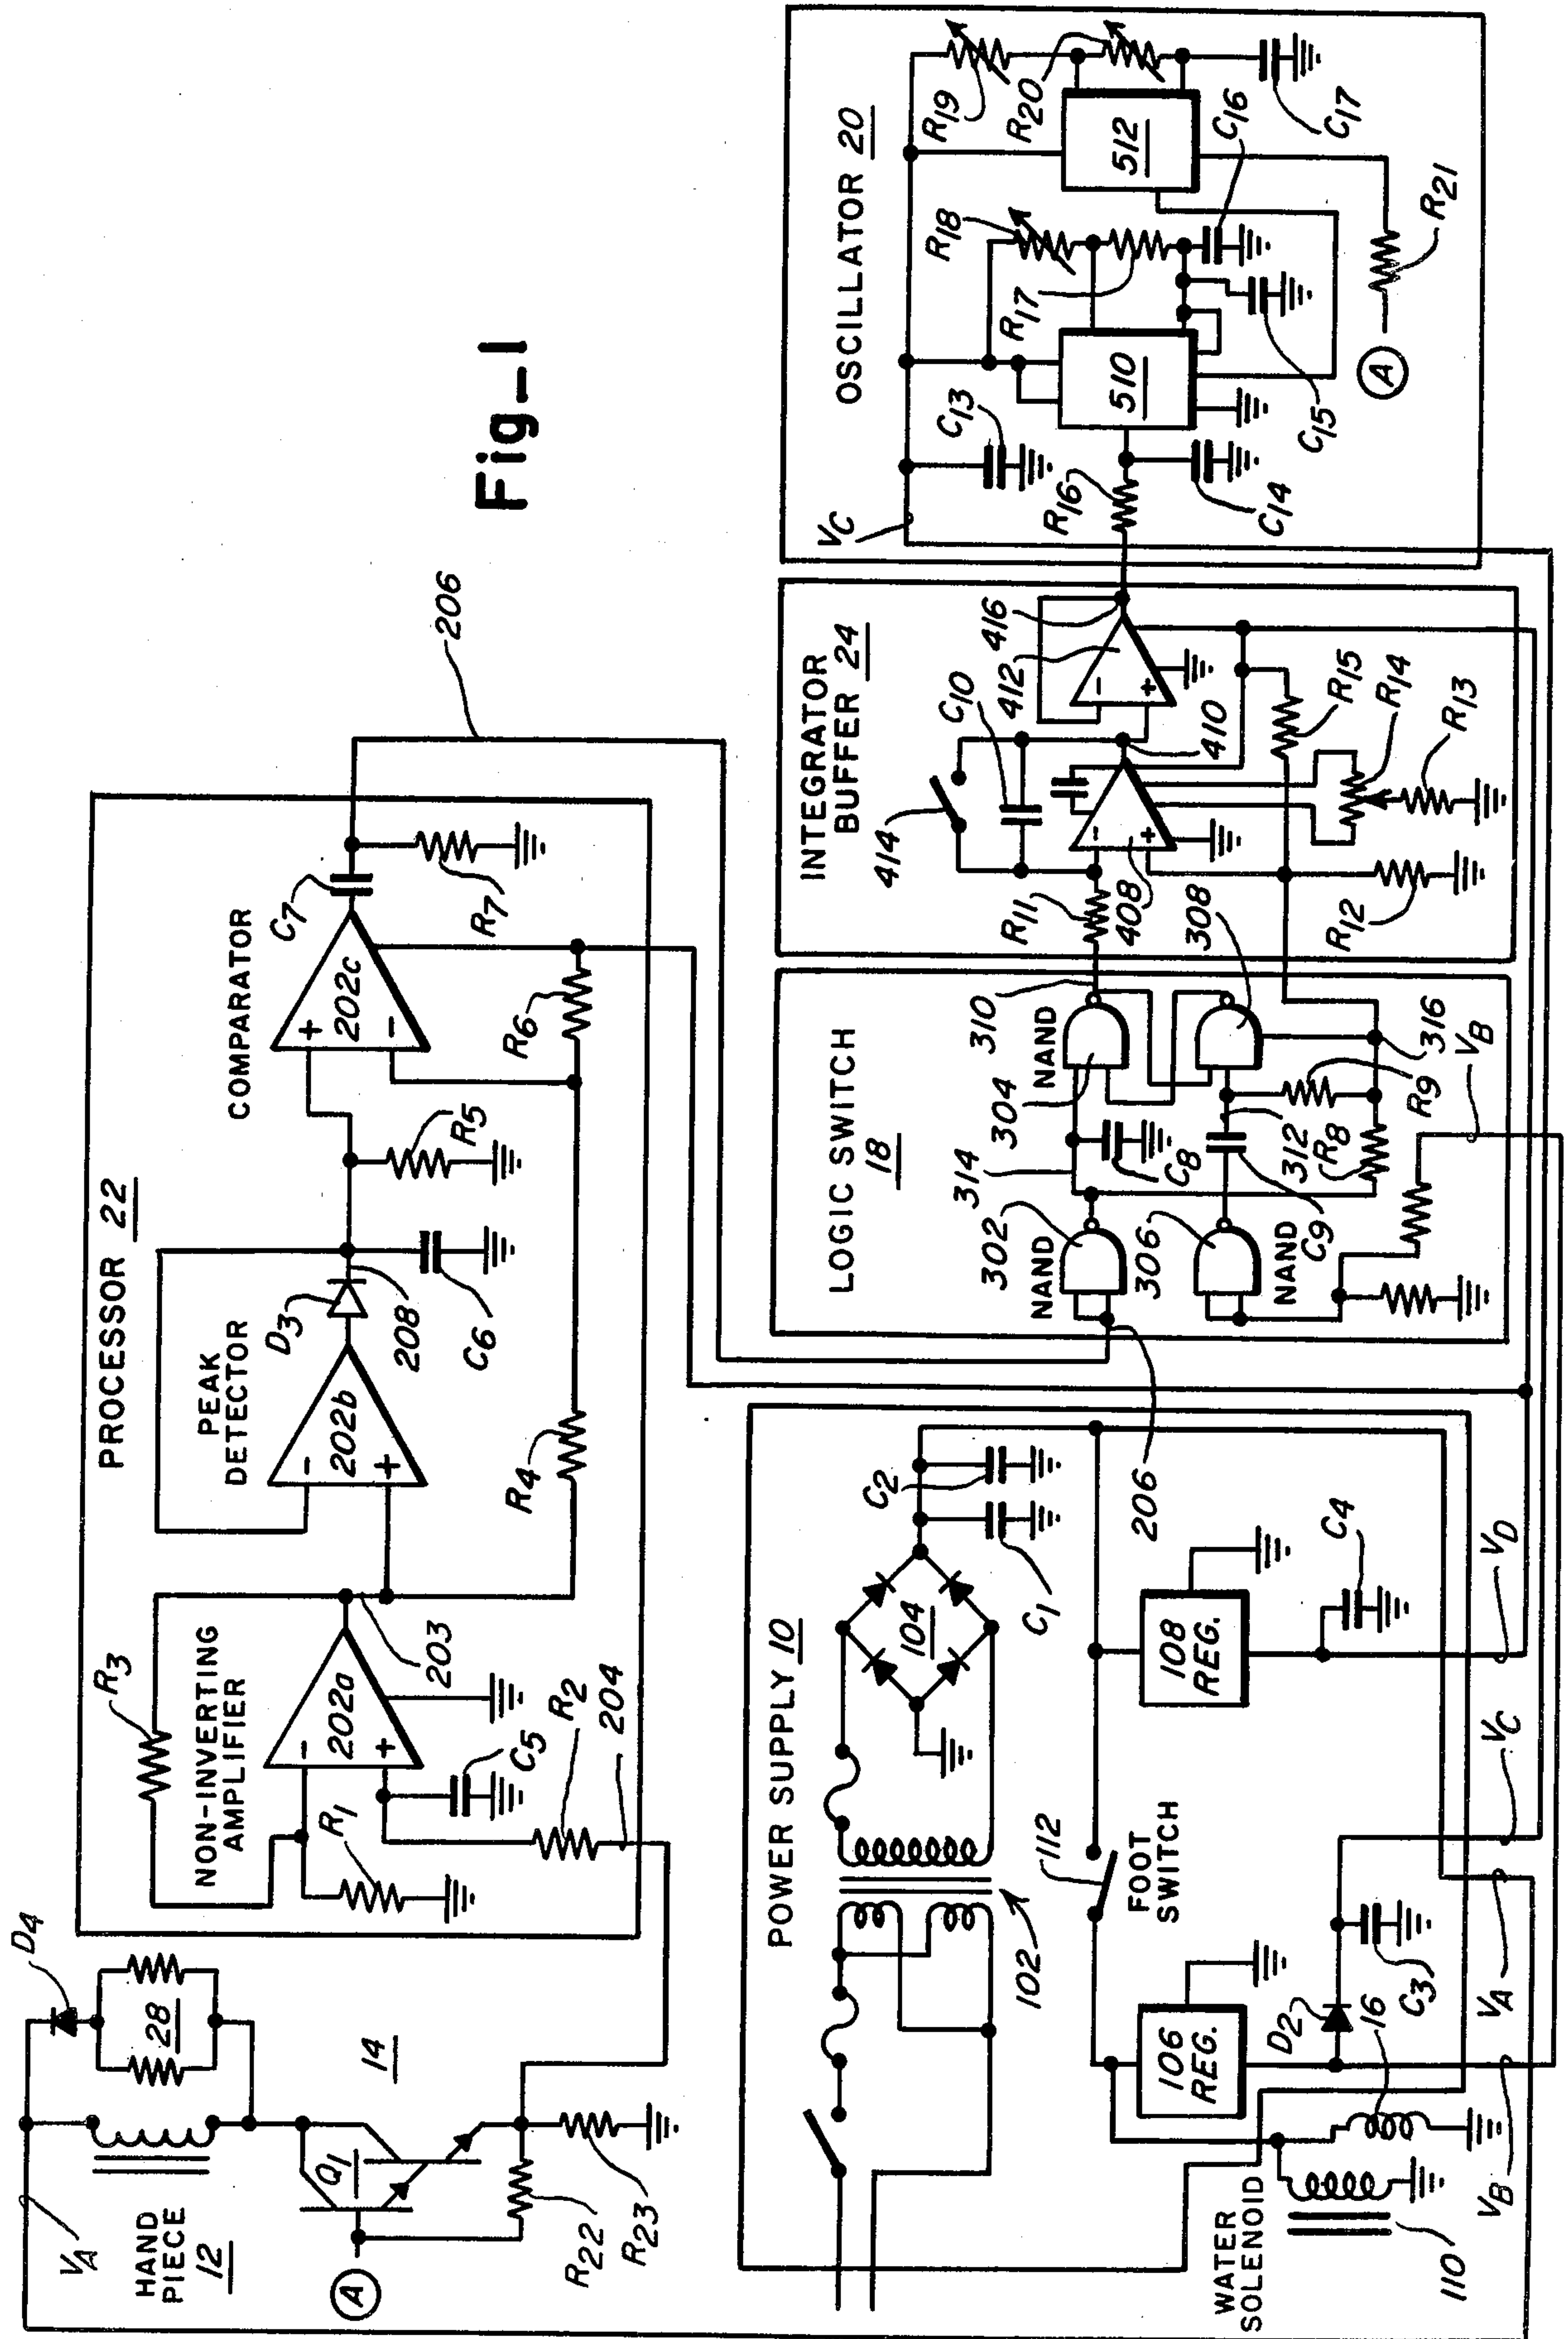 Fig_1
VA
HAND
PIECE
12
D4
28
14
Q1
A
R22
R23
PROCESSOR 22
R3
NON-INVERTING
AMPLIFIER
R1
202a
203
C5
R2
204
PEAK
DETECTOR
D3
202b
208
C6
R4
R5
COMPARATOR
C7
202c
R7
R6
206
POWER SUPPLY 10
102
104
C1
C2
112
FOOT
SWITCH
106
REG.
108
REG.
206
C4
D2
16
C3
WATER
SOLENOID
110
VB
VA
VC
VD
LOGIC SWITCH
18
302
NAND
314
304
NAND
310
306
NAND
C9
C8
312
R8
R9
308
316
VB
INTEGRATOR
BUFFER 24
414
C10
412
416
R11
408
410
R12
R15
R14
R13
OSCILLATOR 20
VC
C13
R16
C14
510
R17
R18
C15
C16
512
R19
R20
C17
A
R21
+
-
+
-
+
-
+
-
+
-